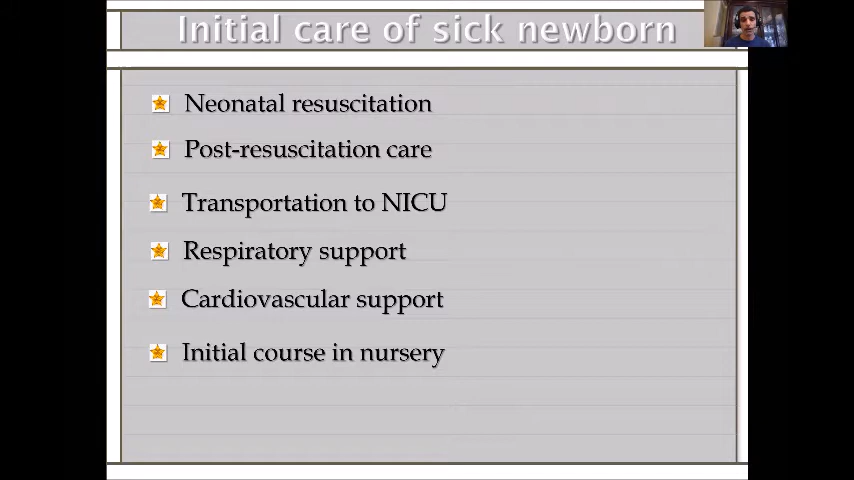 Initial care of sick newborn
Neonatal resuscitation
Post-resuscitation care
Transportation to NICU
Respiratory support
Cardiovascular support
Initial course in nursery